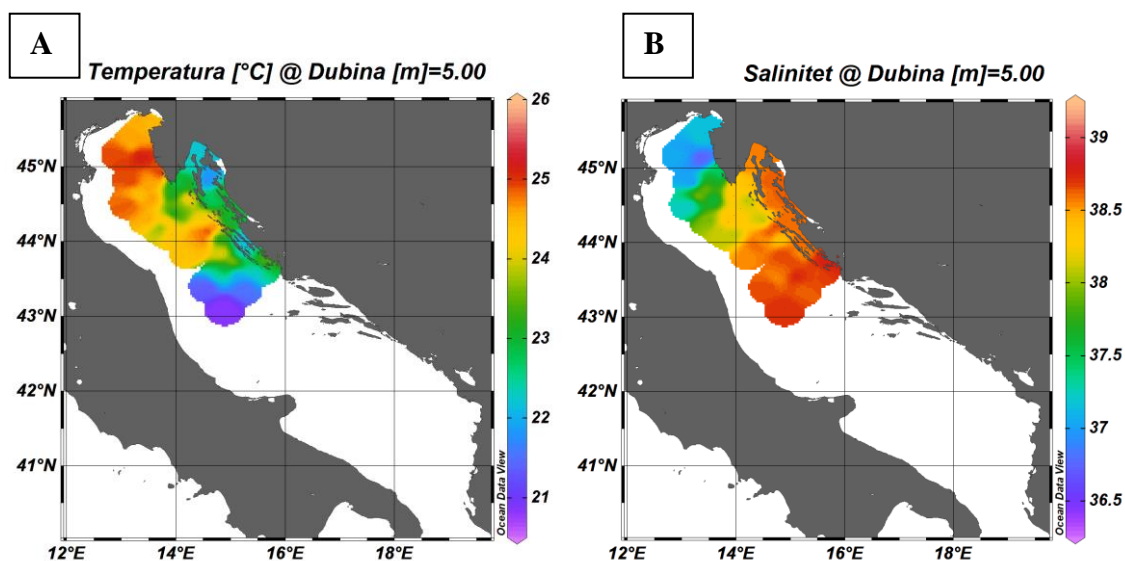 A
Temperatura [°C] @ Dubina [m]=5.00
45°N
44°N
43°N
42°N
41°N
12°E
14°E
16°E
18°E
26
25
24
23
22
21
Ocean Data View
B
Salinitet @ Dubina [m]=5.00
45°N
44°N
43°N
42°N
41°N
12°E
14°E
16°E
18°E
39
38.5
38
37.5
37
36.5
Ocean Data View